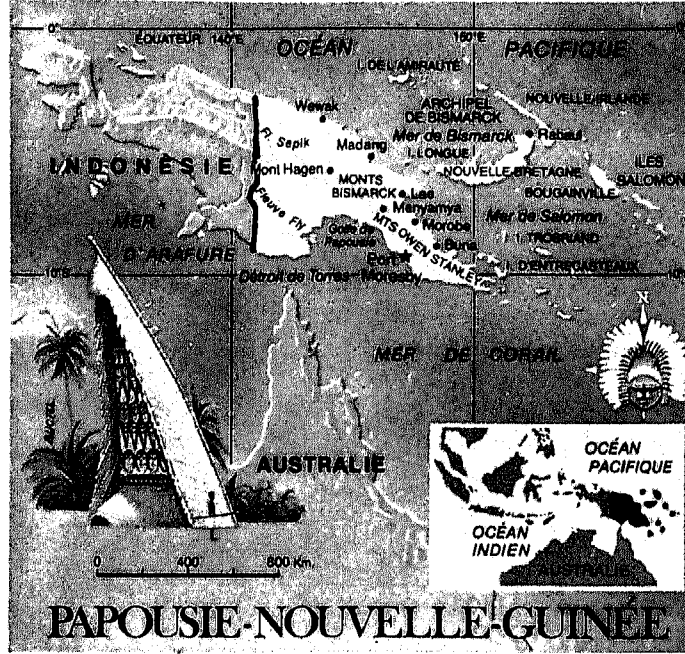 0°
ÉQUATEUR
140°E
OCÉAN
150°E
PACIFIQUE
I. DE L'AMIRAUTÉ
ARCHIPEL
DE BISMARCK
NOUVELLE-IRLANDE
Wewak
Mer de Bismarck
Rabaul
Fl. Sepik
Madang
I. LONGUE
INDONÉSIE
Mont Hagen
MONTS
BISMARCK
Lae
NOUVELLE-BRETAGNE
BOUGAINVILLE
ILES
SALOMON
Menyamya
Fleuve Fly
Morobe
Mer de Salomon
MER
D'ARAFURE
Golfe de
Papouasie
MTS OWEN STANLEY
Buna
I. TROBRIAND
I. D'ENTRECASTEAUX
10°S
Détroit de Torres
Port
Moresby
MER DE CORAIL
N
AUSTRALIE
OCÉAN
PACIFIQUE
OCÉAN
INDIEN
AUSTRALIE
0 400 800 Km.
PAPOUSIE-NOUVELLE-GUINÉE